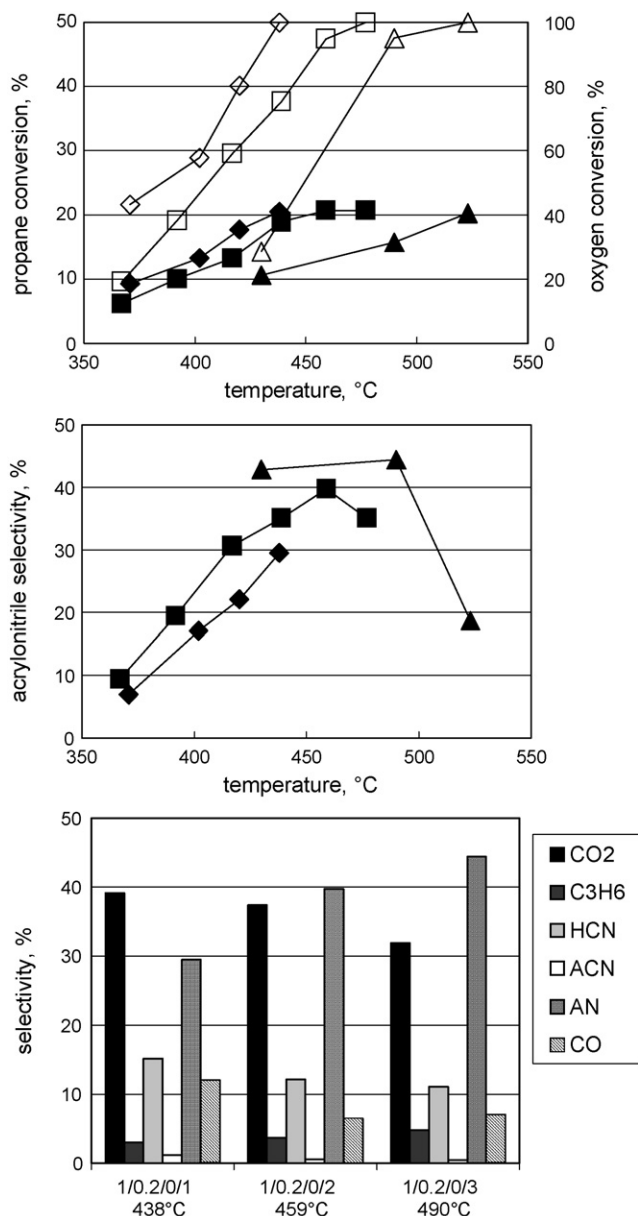 propane conversion, %
50
40
30
20
10
0
oxygen conversion, %
100
80
60
40
20
0
350 400 450 500 550
temperature, °C
acrylonitrile selectivity, %
50
40
30
20
10
0
350 400 450 500 550
temperature, °C
selectivity, %
50
40
30
20
10
0
1/0.2/0/1 1/0.2/0/2 1/0.2/0/3
438°C 459°C 490°C
CO2
C3H6
HCN
ACN
AN
CO